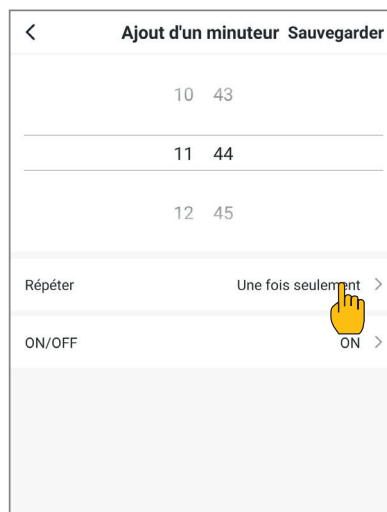 Ajout d'un minuteur Sauvegarder
10 43
11 44
12 45
Répéter Une fois seulement
ON/OFF ON